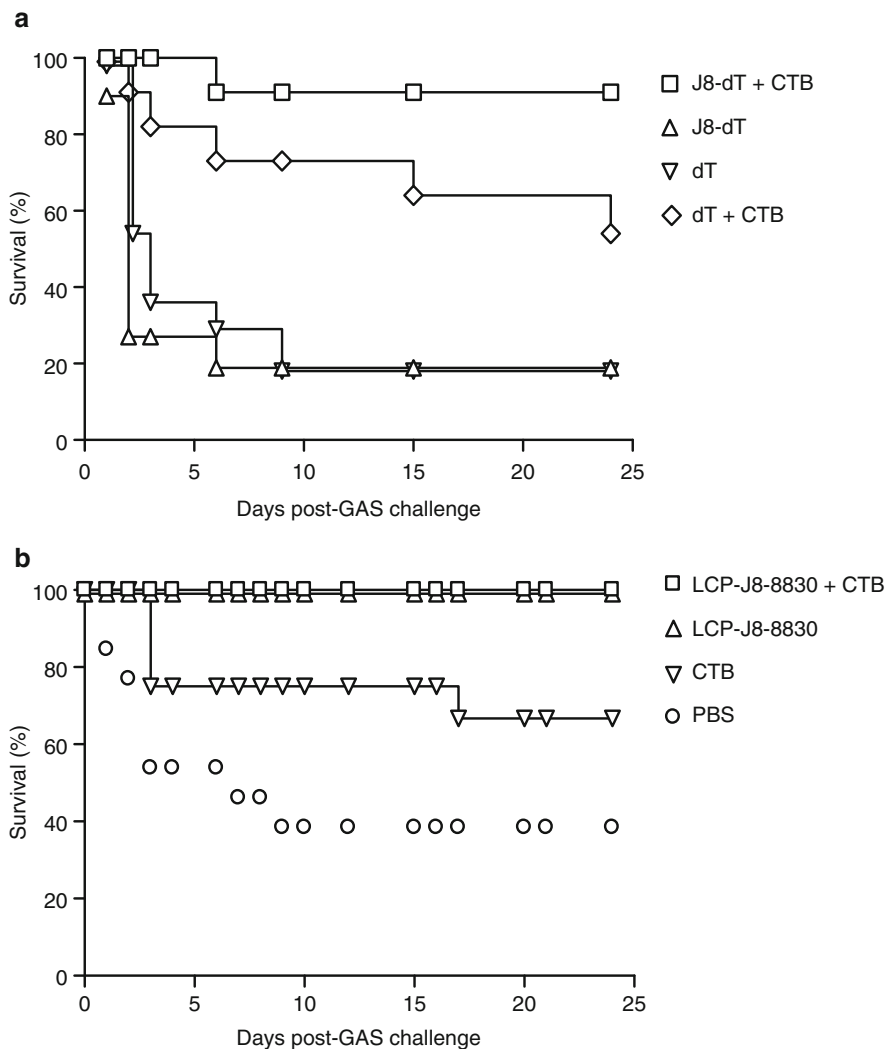 a
100
80
60
40
20
0
Survival (%)
0 5 10 15 20 25
Days post-GAS challenge
J8-dT + CTB
J8-dT
dT
dT + CTB
b
100
80
60
40
20
0
Survival (%)
0 5 10 15 20 25
Days post-GAS challenge
LCP-J8-8830 + CTB
LCP-J8-8830
CTB
PBS